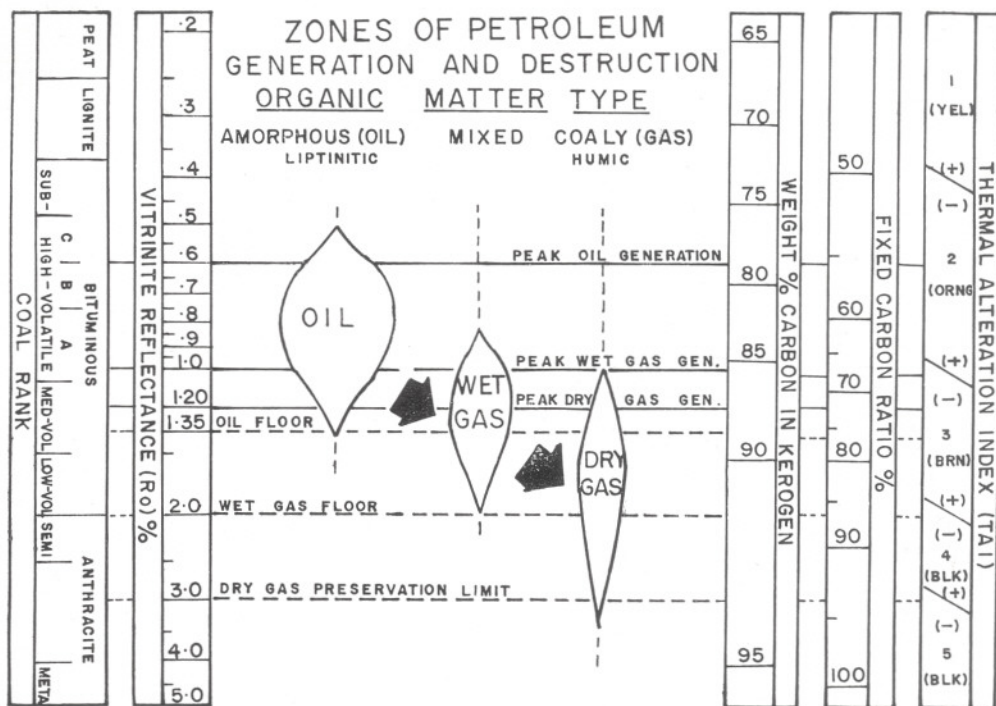 ZONES OF PETROLEUM
GENERATION AND DESTRUCTION
ORGANIC MATTER TYPE
AMORPHOUS (OIL) MIXED COALY (GAS)
LIPTINITIC HUMIC
COAL RANK
PEAT
LIGNITE
SUB-
BITUMINOUS
HIGH-VOLATILE
C
B
A
MED-VOL
LOW-VOL
SEMI
ANTHRACITE
META
VITRINITE REFLECTANCE (Ro) %
.2
.3
.4
.5
.6
.7
.8
.9
1.0
1.20
1.35
2.0
3.0
4.0
5.0
PEAK OIL GENERATION
OIL
PEAK WET GAS GEN.
WET
GAS
PEAK DRY GAS GEN.
OIL FLOOR
DRY
GAS
WET GAS FLOOR
DRY GAS PRESERVATION LIMIT
65
70
75
80
85
90
95
WEIGHT % CARBON IN KEROGEN
50
60
70
80
90
100
FIXED CARBON RATIO %
1
(YEL)
(+)
(-)
2
(ORNG
(+)
(-)
3
(BRN)
(+)
(-)
4
(BLK)
(+)
(-)
5
(BLK)
THERMAL ALTERATION INDEX (TAI)